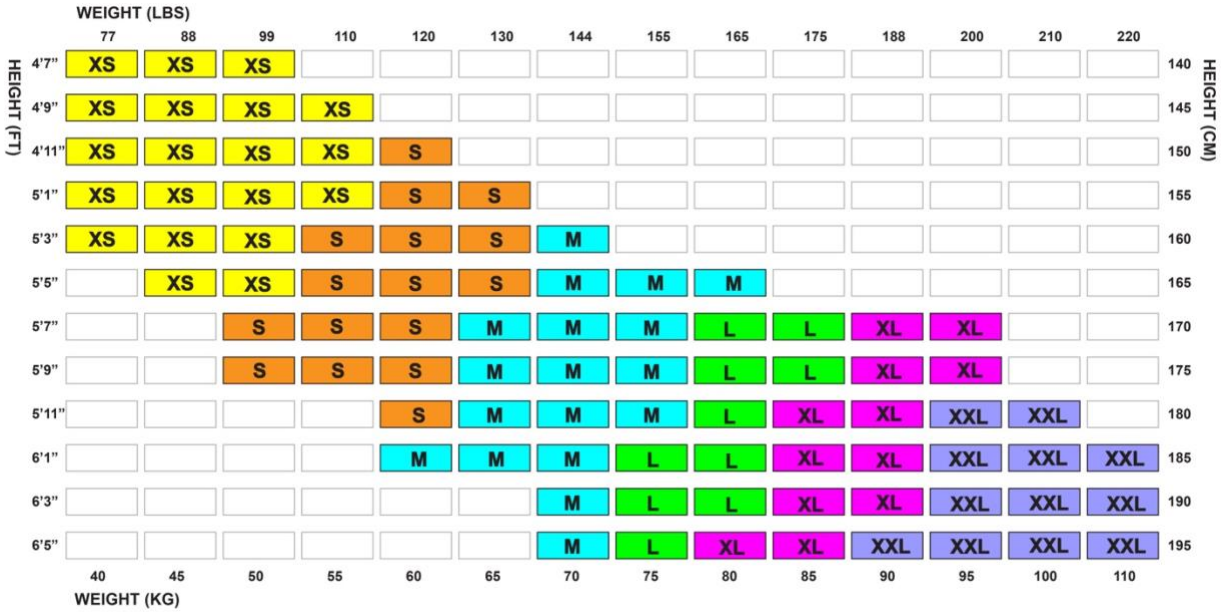 WEIGHT (LBS)
77 88 99 110 120 130 144 155 165 175 188 200 210 220
HEIGHT (FT)
HEIGHT (CM)
4’7” XS XS XS 140
4’9” XS XS XS XS 145
4’11” XS XS XS XS S 150
5’1” XS XS XS XS S S 155
5’3” XS XS XS S S S M 160
5’5” XS XS S S S M M M 165
5’7” S S S M M M L L XL XL 170
5’9” S S S M M M L L XL XL 175
5’11” S M M M L XL XL XXL XXL 180
6’1” M M M L L XL XL XXL XXL XXL 185
6’3” M L L XL XL XXL XXL XXL 190
6’5” M L XL XL XXL XXL XXL XXL 195
40 45 50 55 60 65 70 75 80 85 90 95 100 110
WEIGHT (KG)